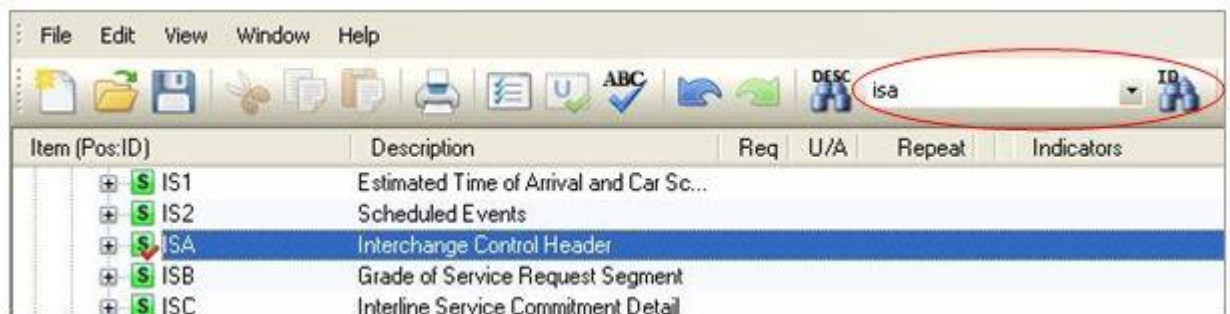 File Edit View Window Help
U ABC DESC isa ID
Item (Pos:ID) Description Req U/A Repeat Indicators
S IS1 Estimated Time of Arrival and Car Sc...
S IS2 Scheduled Events
S ISA Interchange Control Header
S ISB Grade of Service Request Segment
S ISC Interline Service Commitment Detail